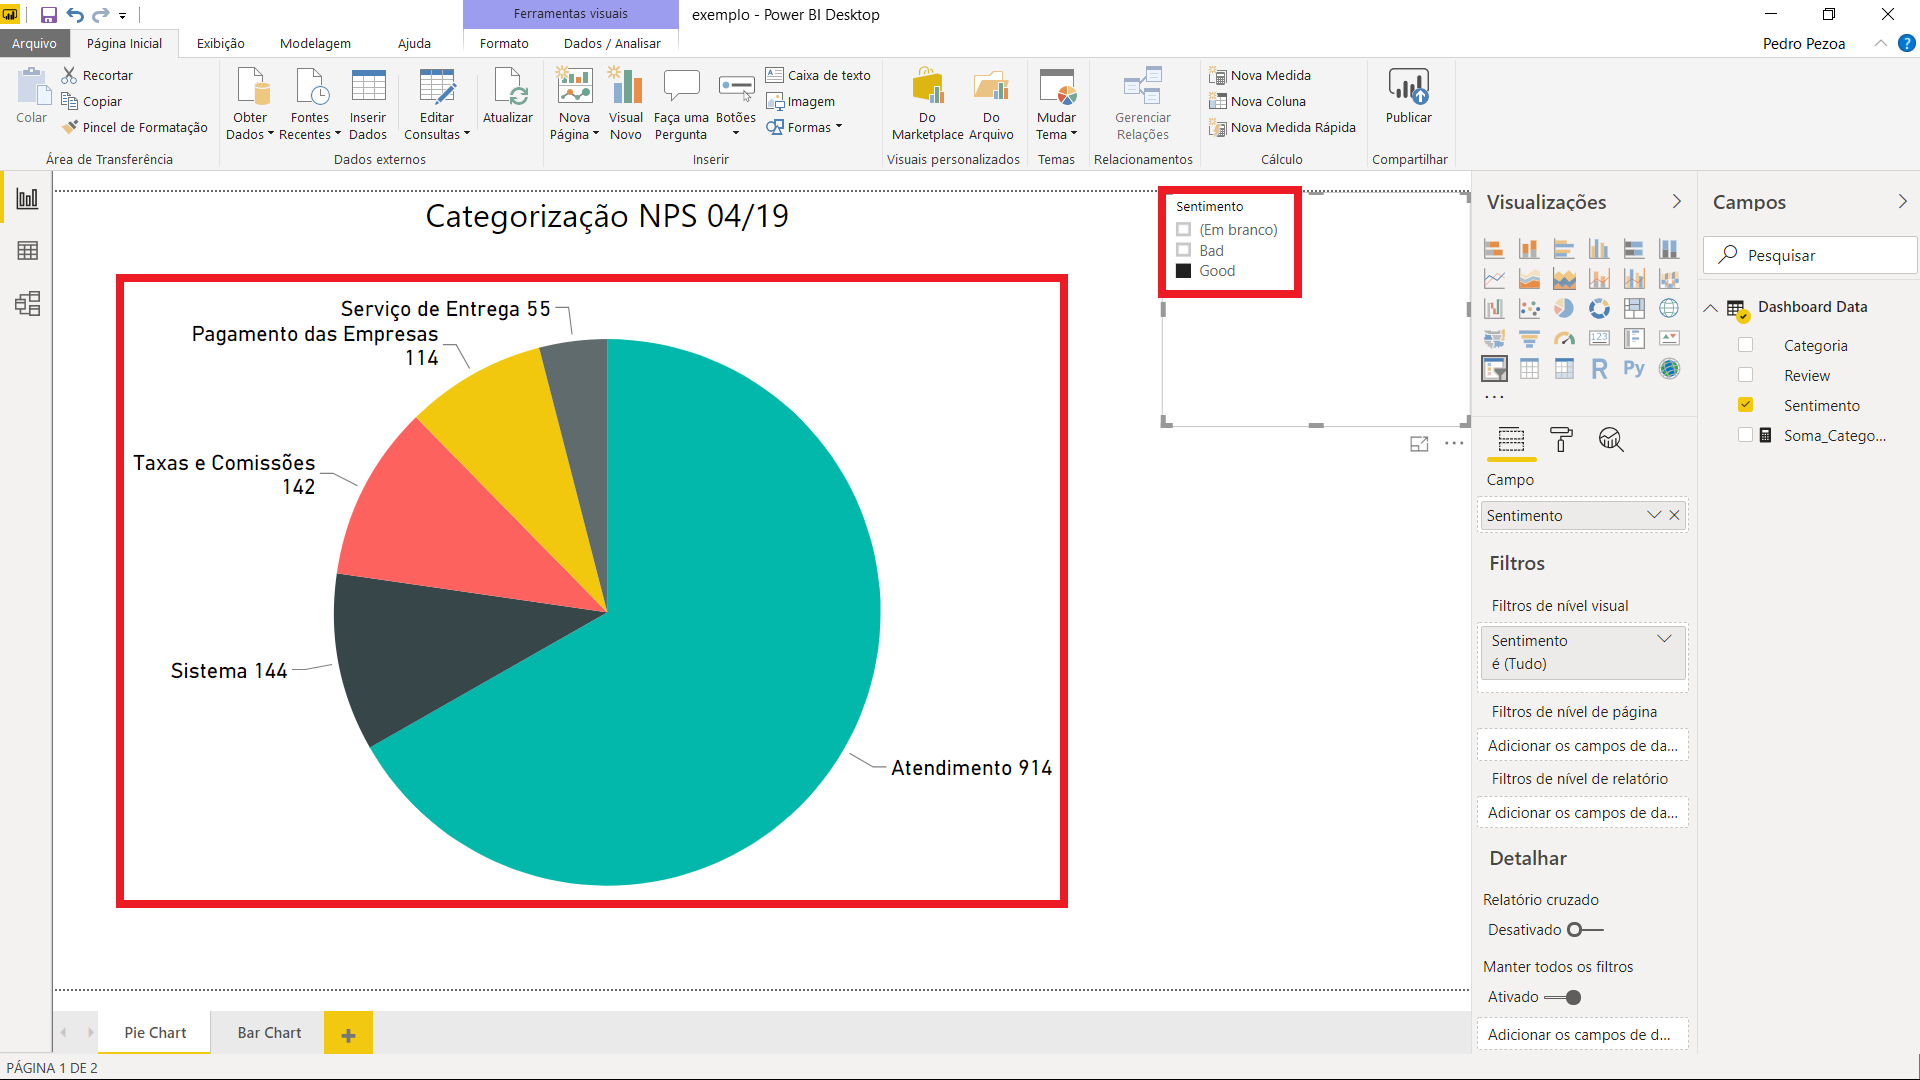 Ferramentas visuais
exemplo - Power BI Desktop
Arquivo
Página Inicial
Exibição
Modelagem
Ajuda
Formato
Dados / Analisar
Pedro Pezoa
?
Colar
Recortar
Copiar
Pincel de Formatação
Área de Transferência
Obter
Dados
Fontes
Recentes
Inserir
Dados
Editar
Consultas
Atualizar
Dados externos
Nova
Página
Visual
Novo
Faça uma
Pergunta
Botões
Caixa de texto
Imagem
Formas
Inserir
Do
Marketplace
Do
Arquivo
Visuais personalizados
Mudar
Tema
Temas
Gerenciar
Relações
Relacionamentos
Nova Medida
Nova Coluna
Nova Medida Rápida
Cálculo
Publicar
Compartilhar
Categorização NPS 04/19
Serviço de Entrega 55
Pagamento das Empresas
114
Taxas e Comissões
142
Sistema 144
Atendimento 914
Sentimento
(Em branco)
Bad
Good
Visualizações
123
R
Py
...
Campo
Sentimento
Filtros
Filtros de nível visual
Sentimento
é (Tudo)
Filtros de nível de página
Adicionar os campos de da...
Filtros de nível de relatório
Adicionar os campos de da...
Detalhar
Relatório cruzado
Desativado
Manter todos os filtros
Ativado
Adicionar os campos de d...
Campos
Pesquisar
Dashboard Data
Categoria
Review
Sentimento
Soma_Catego...
Pie Chart
Bar Chart
+
PÁGINA 1 DE 2